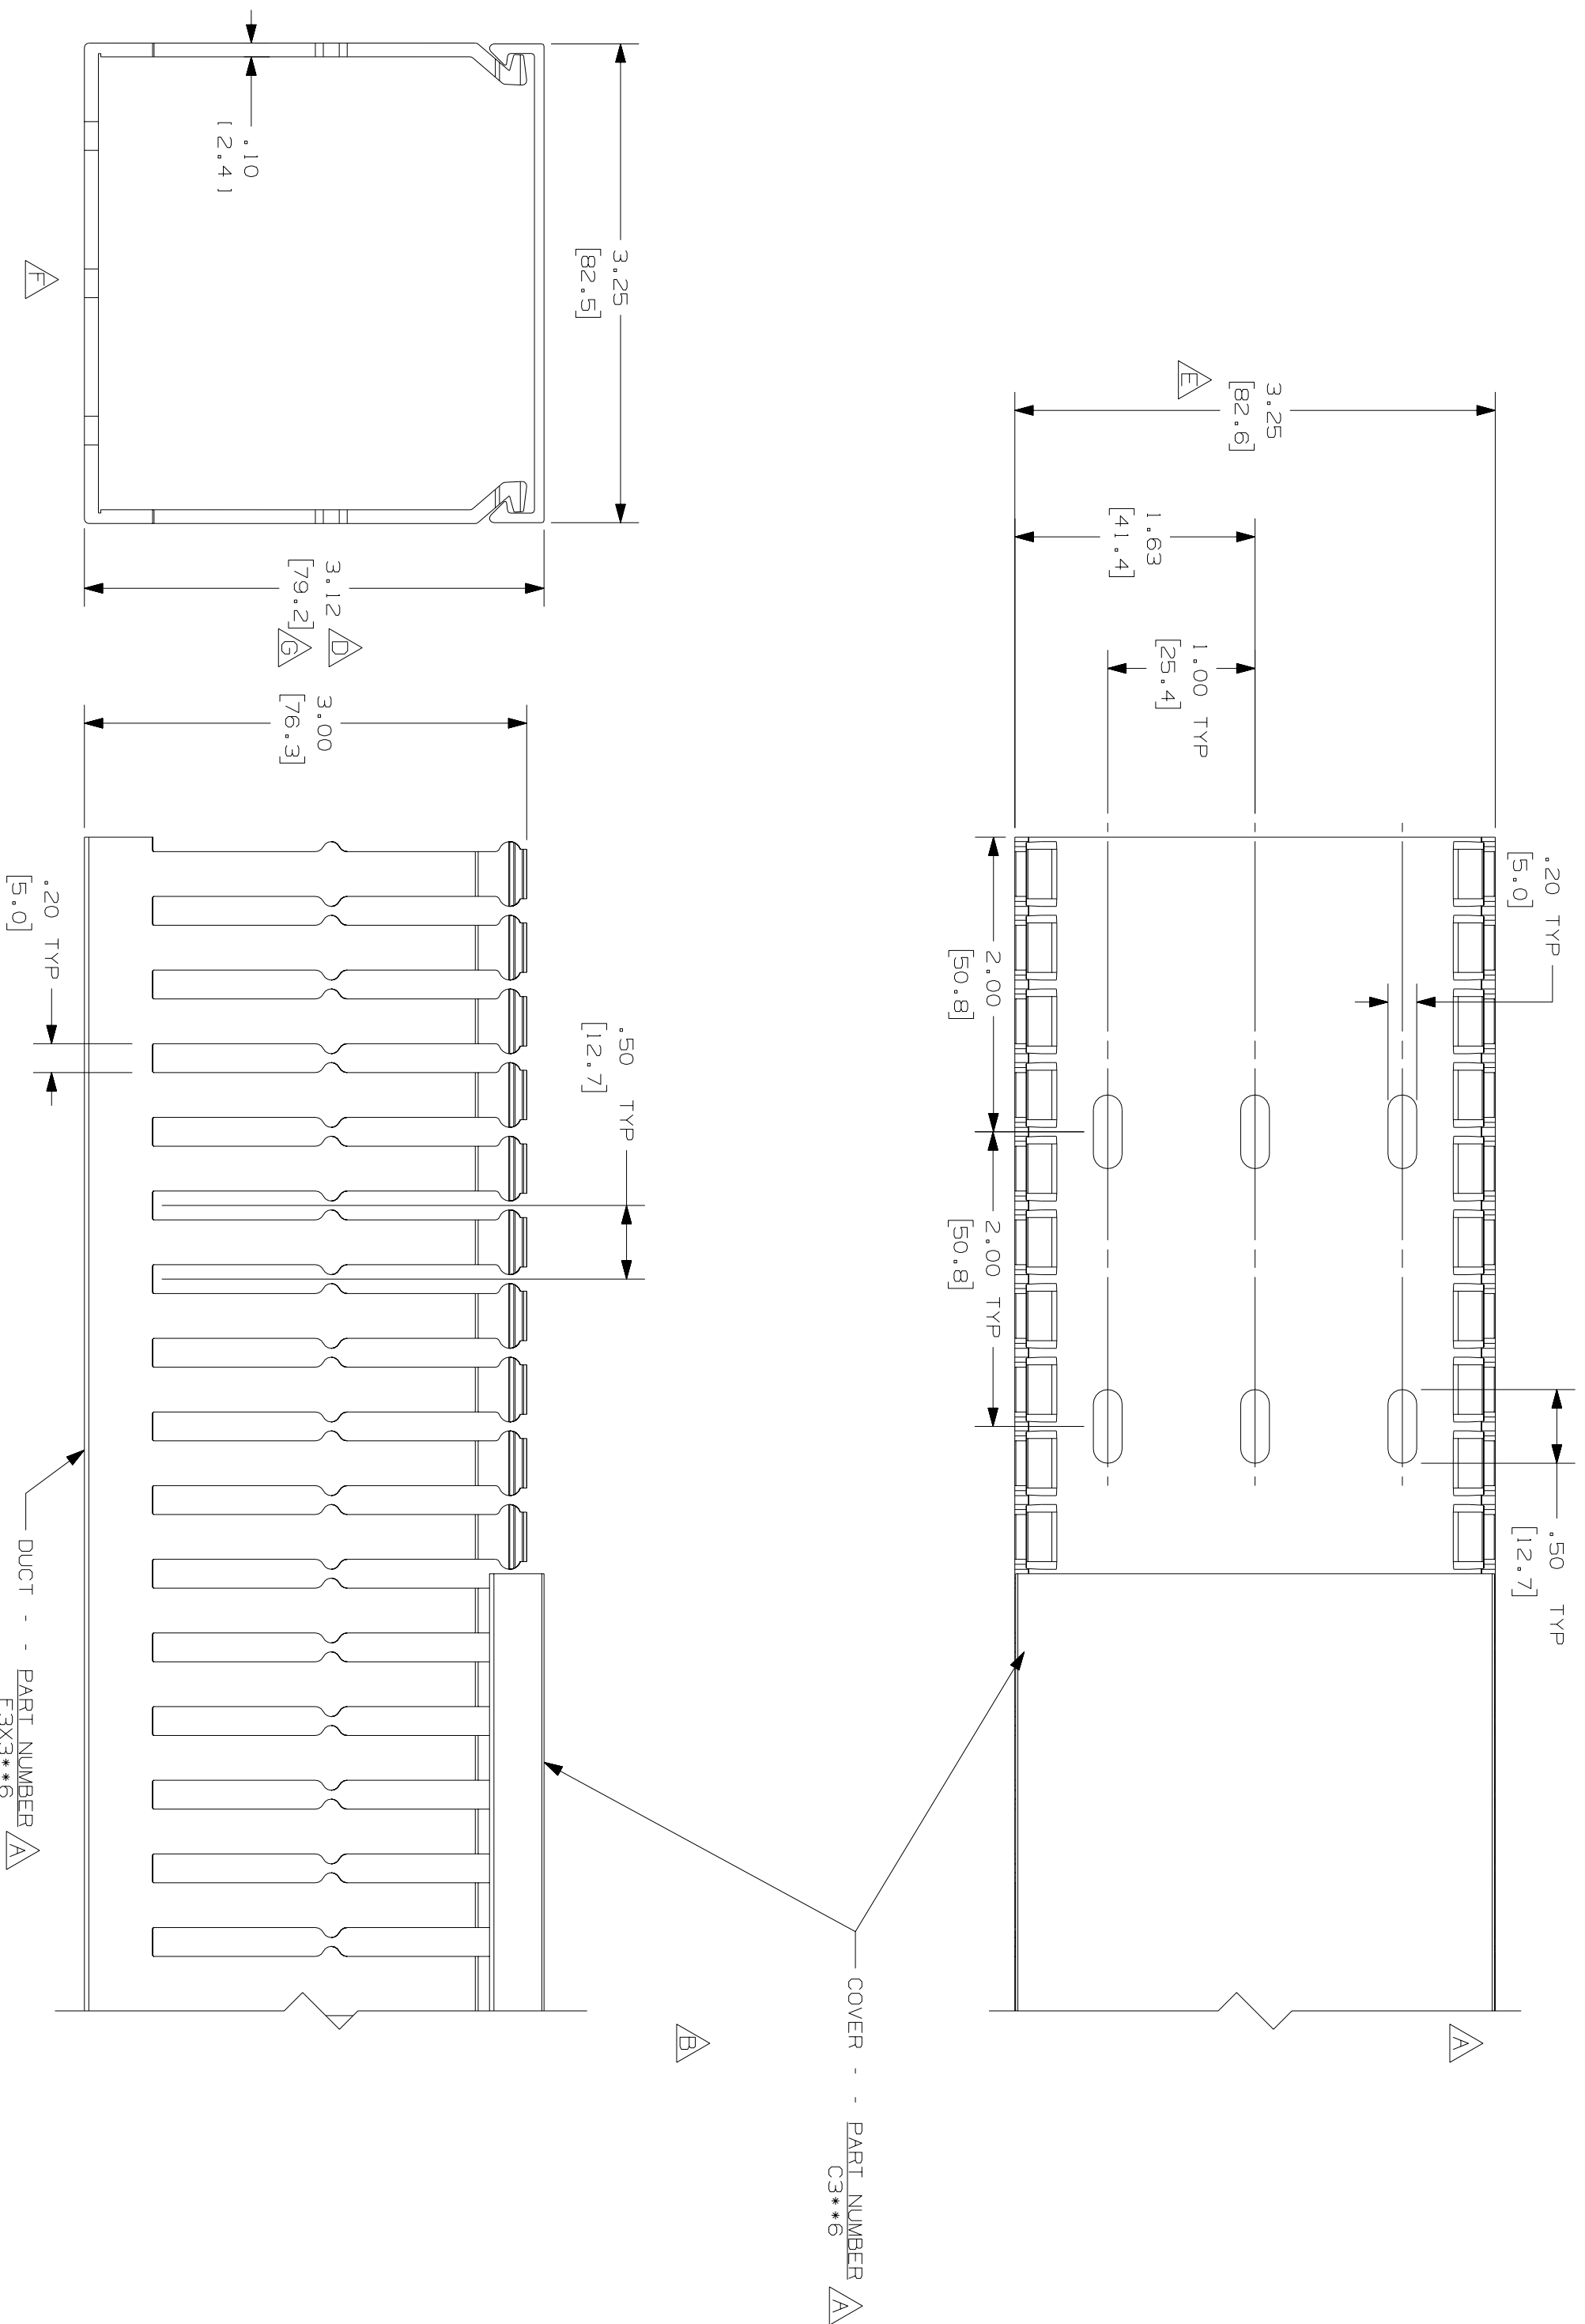 3.25
[82.6]
E
1.63
[41.4]
1.00 TYP
[25.4]
.20 TYP
[5.0]
2.00
[50.8]
2.00 TYP
[50.8]
.50 TYP
[12.7]
A
COVER - - PART NUMBER
C3**6
A
B
3.25
[82.5]
.10
[2.4]
F
3.12
[79.2]
D
G
3.00
[76.3]
.50 TYP
[12.7]
.20 TYP
[5.0]
DUCT - - PART NUMBER
F3X3**6
A